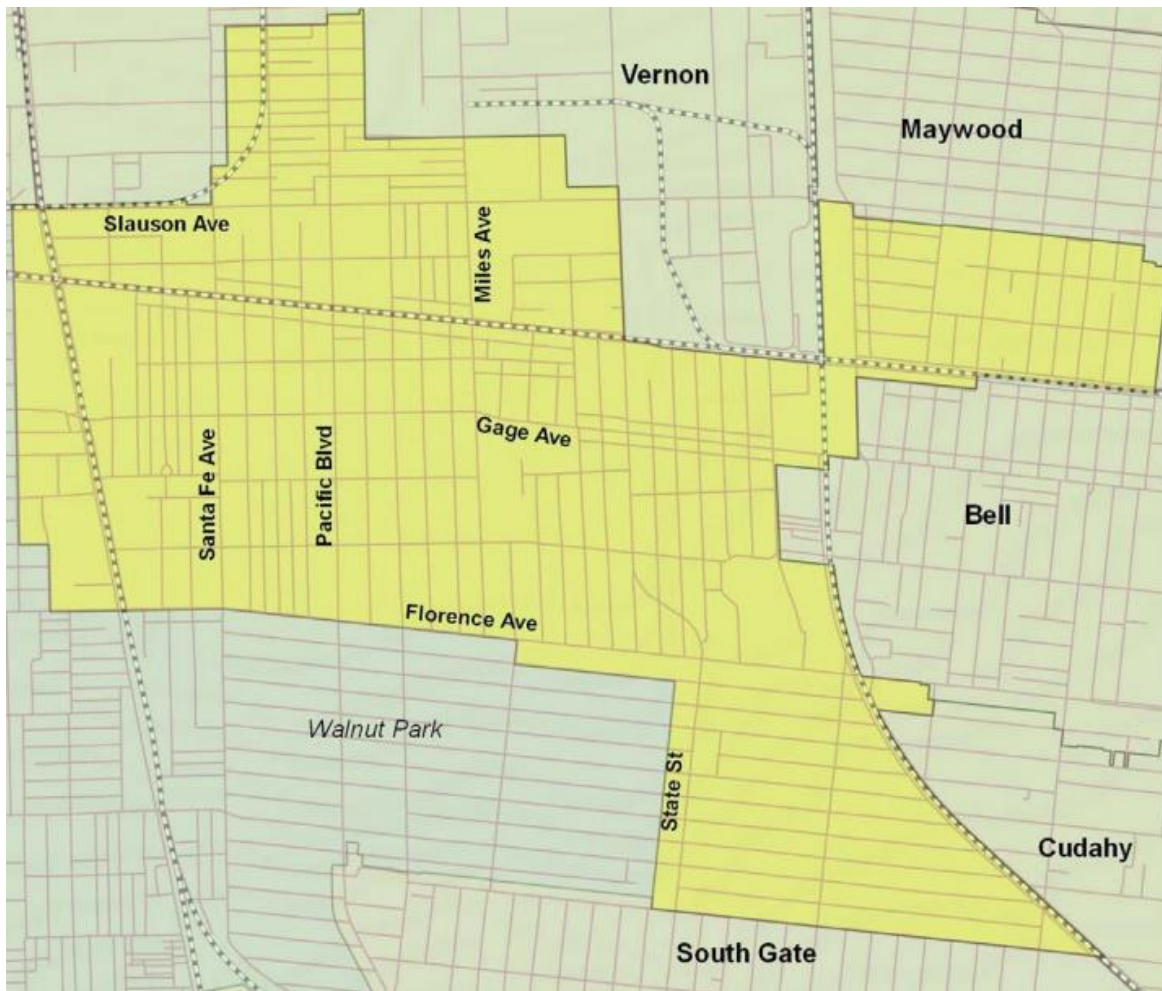 Vernon
Maywood
Slauson Ave
Miles Ave
Gage Ave
Santa Fe Ave
Pacific Blvd
Bell
Florence Ave
Walnut Park
State St
Cudahy
South Gate